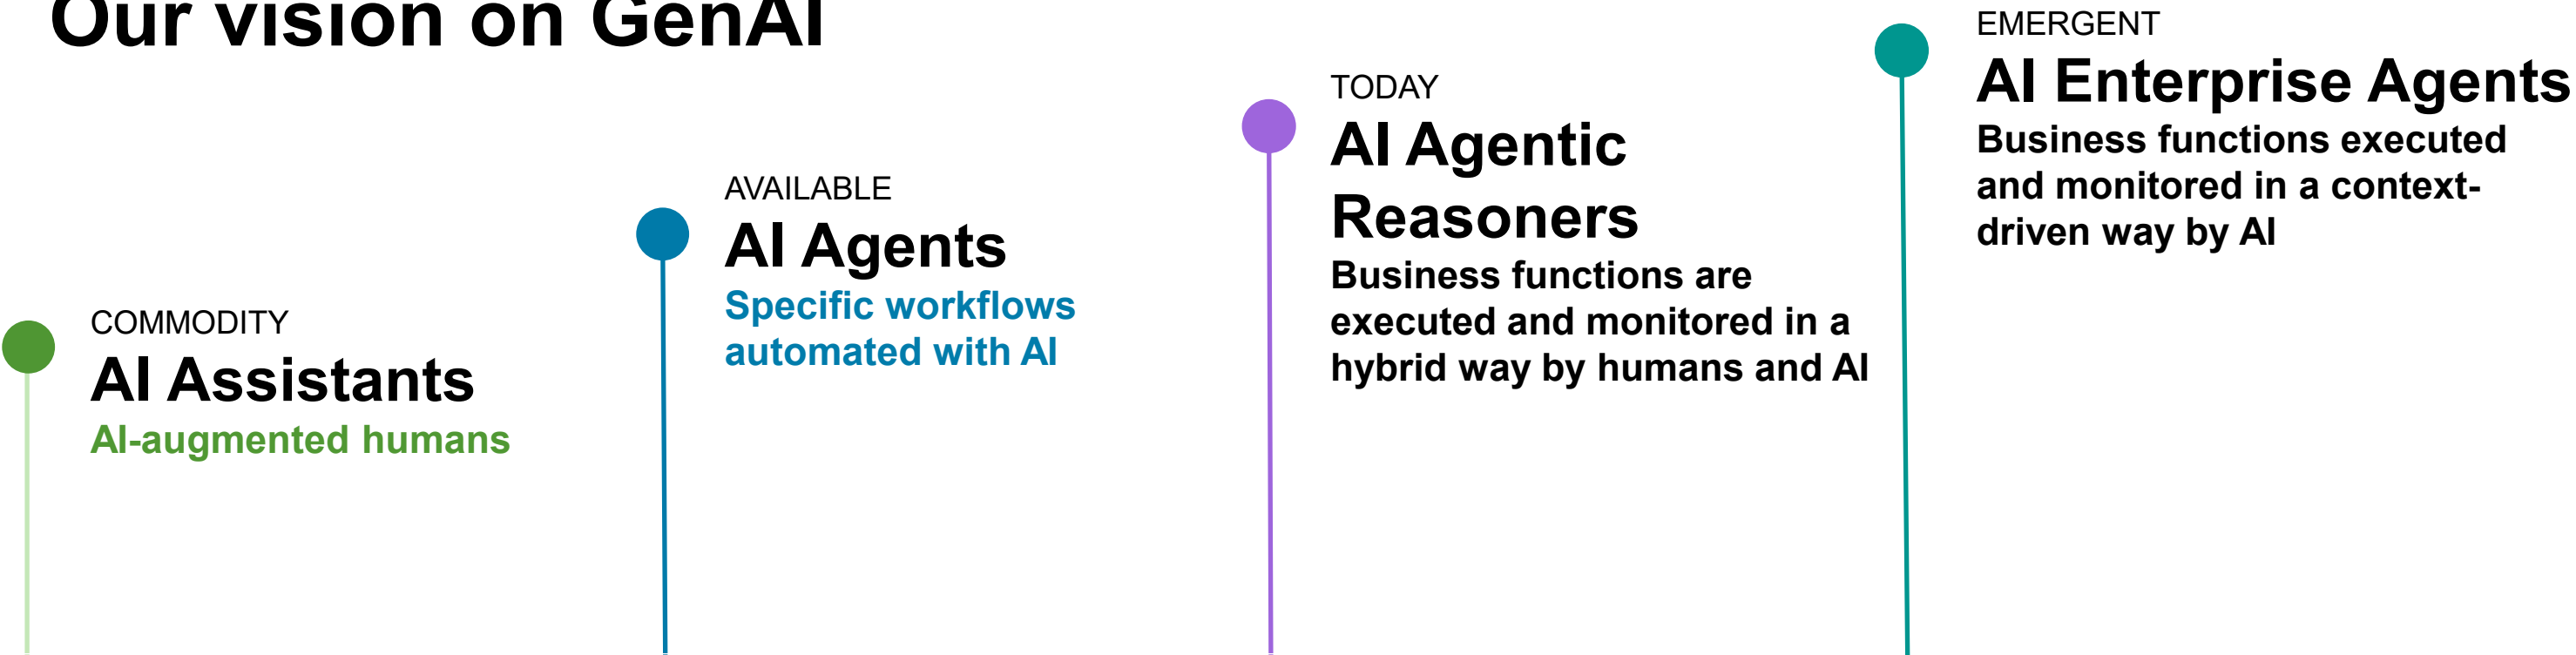 Our vision on GenAI
COMMODITY
AI Assistants
AI-augmented humans
AVAILABLE
AI Agents
Specific workflows
automated with AI
TODAY
AI Agentic
Reasoners
Business functions are
executed and monitored in a
hybrid way by humans and AI
EMERGENT
AI Enterprise Agents
Business functions executed
and monitored in a context-
driven way by AI